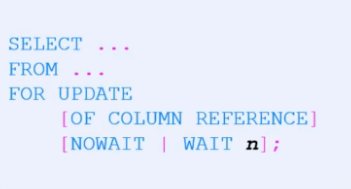 SELECT ...
FROM ...
FOR UPDATE
[OF COLUMN REFERENCE]
[NOWAIT | WAIT n];